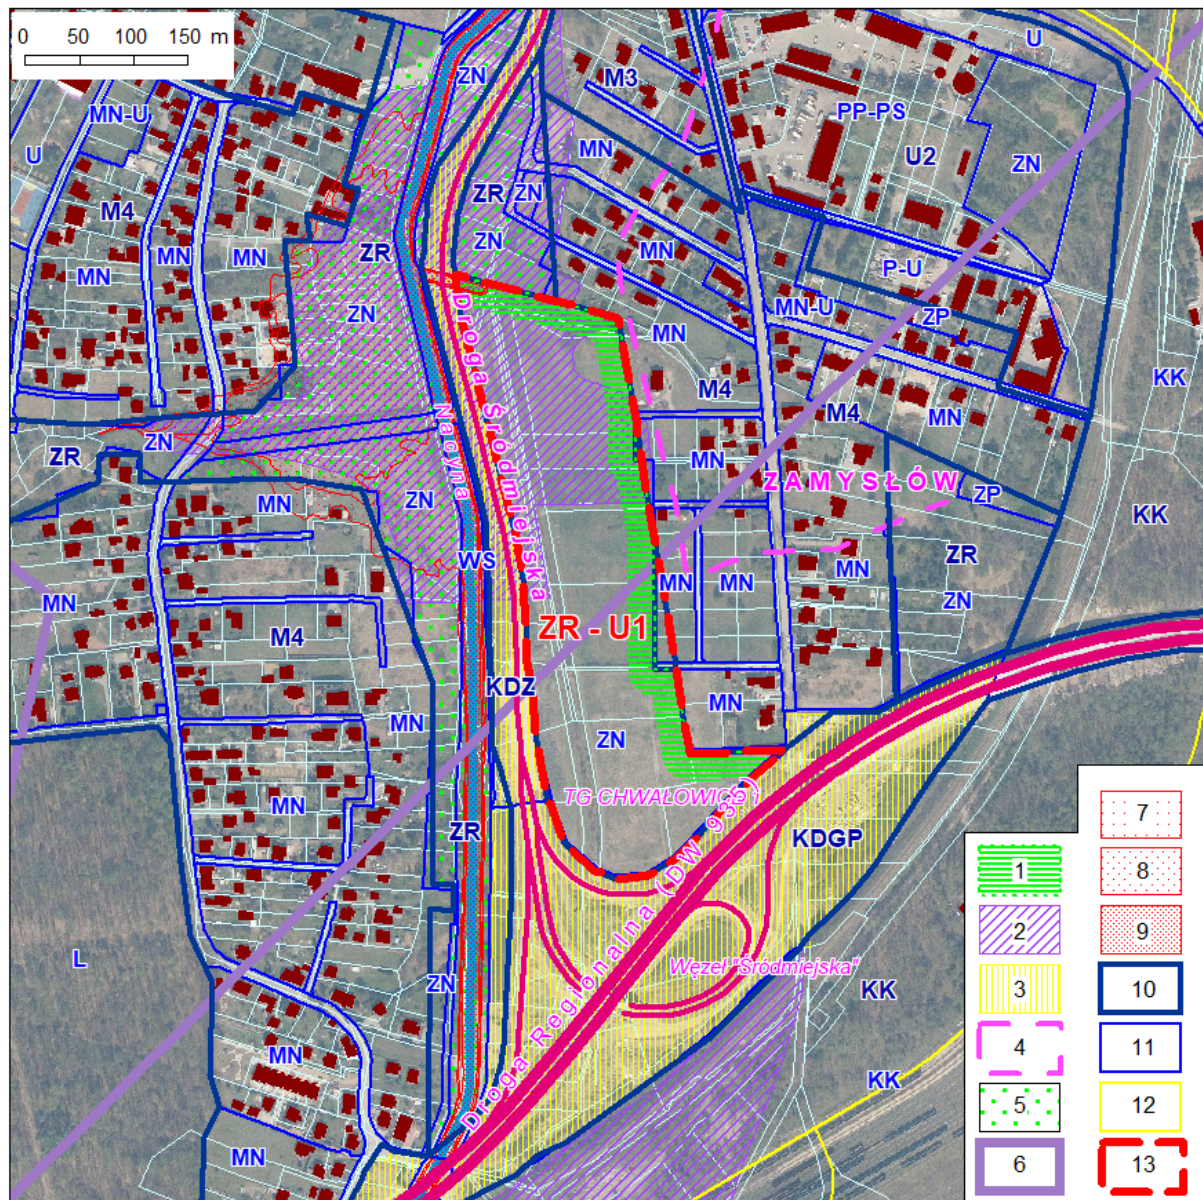 0 50 100 150 m
ZN
U
M3
MN-U
PP-PS
U
U2
MN
ZN
ZR
ZN
M4
ZN
MN
MN
MN
ZR
P-U
ZN
MN-U
ZP
MN
KK
M4
M4
MN
Droga Śródmiejska
Nacyna
ZN
ZR
MN
ZAMYSŁÓW
MN
ZN
ZP
KK
ZR
WS
MN
MN
MN
MN
ZN
M4
ZR - U1
KDZ
MN
MN
ZN
TG CHWAŁOWICE
MN
ZR
KDGP
Droga Regionalna (DW 935)
L
Węzeł "Śródmiejska"
ZN
KK
MN
KK
MN
1
2
3
4
5
6
7
8
9
10
11
12
13